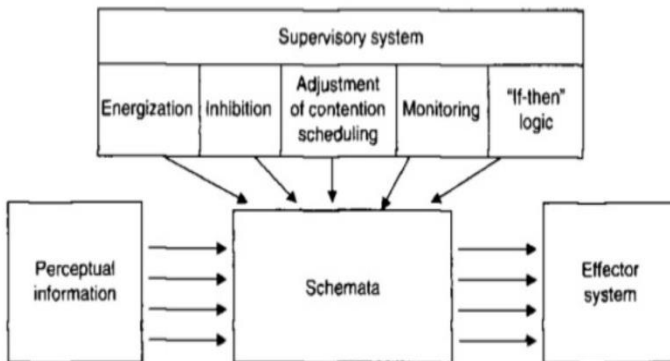 Supervisory system
Energization
Inhibition
Adjustment
of contention
scheduling
Monitoring
"If-then"
logic
Perceptual
information
Schemata
Effector
system